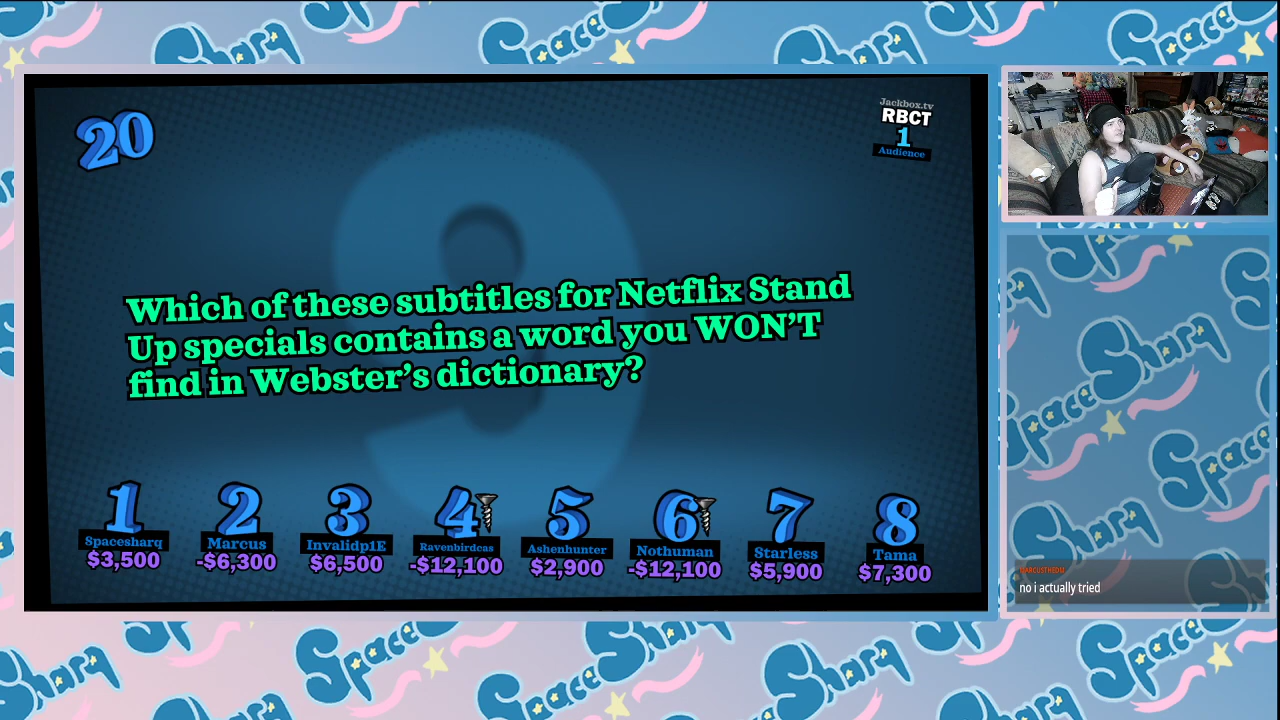 20
Jackbox.tv
RBCT
1
Audience
Which of these subtitles for Netflix Stand
Up specials contains a word you WON'T
find in Webster's dictionary?
9
1 2 3 4 5 6 7 8
Spacesharq Marcus Invalidp1E Ravenbirdcas Ashenhunter Nothuman Starless Tama
$3,500 -$6,300 $6,500 -$12,100 $2,900 -$12,100 $5,900 $7,300
no i actually tried
Space Sharq